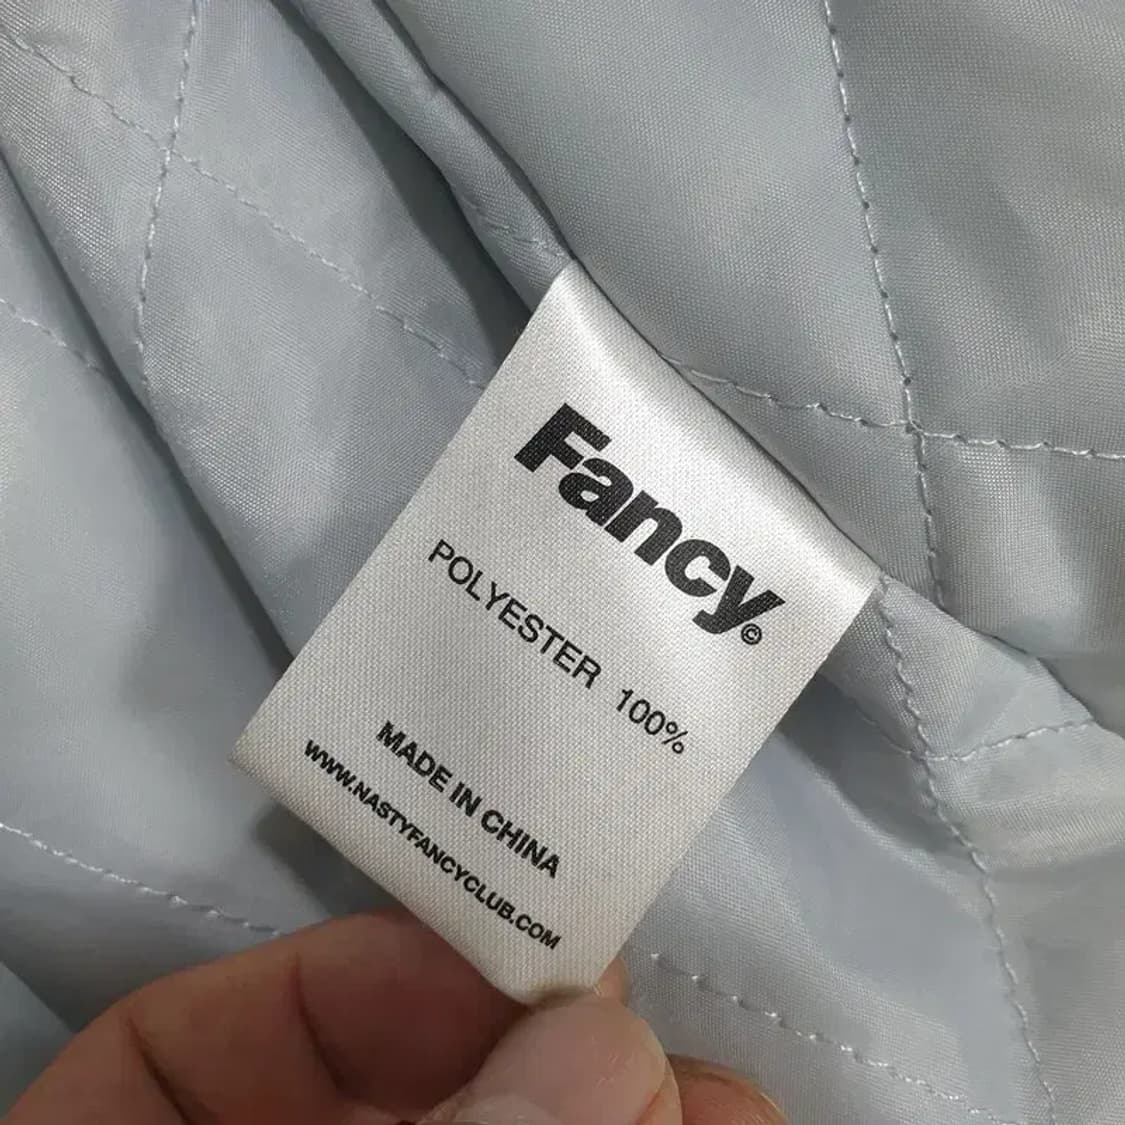 Fancy©
POLYESTER 100%
MADE IN CHINA
WWW.NASTYFANCYCLUB.COM